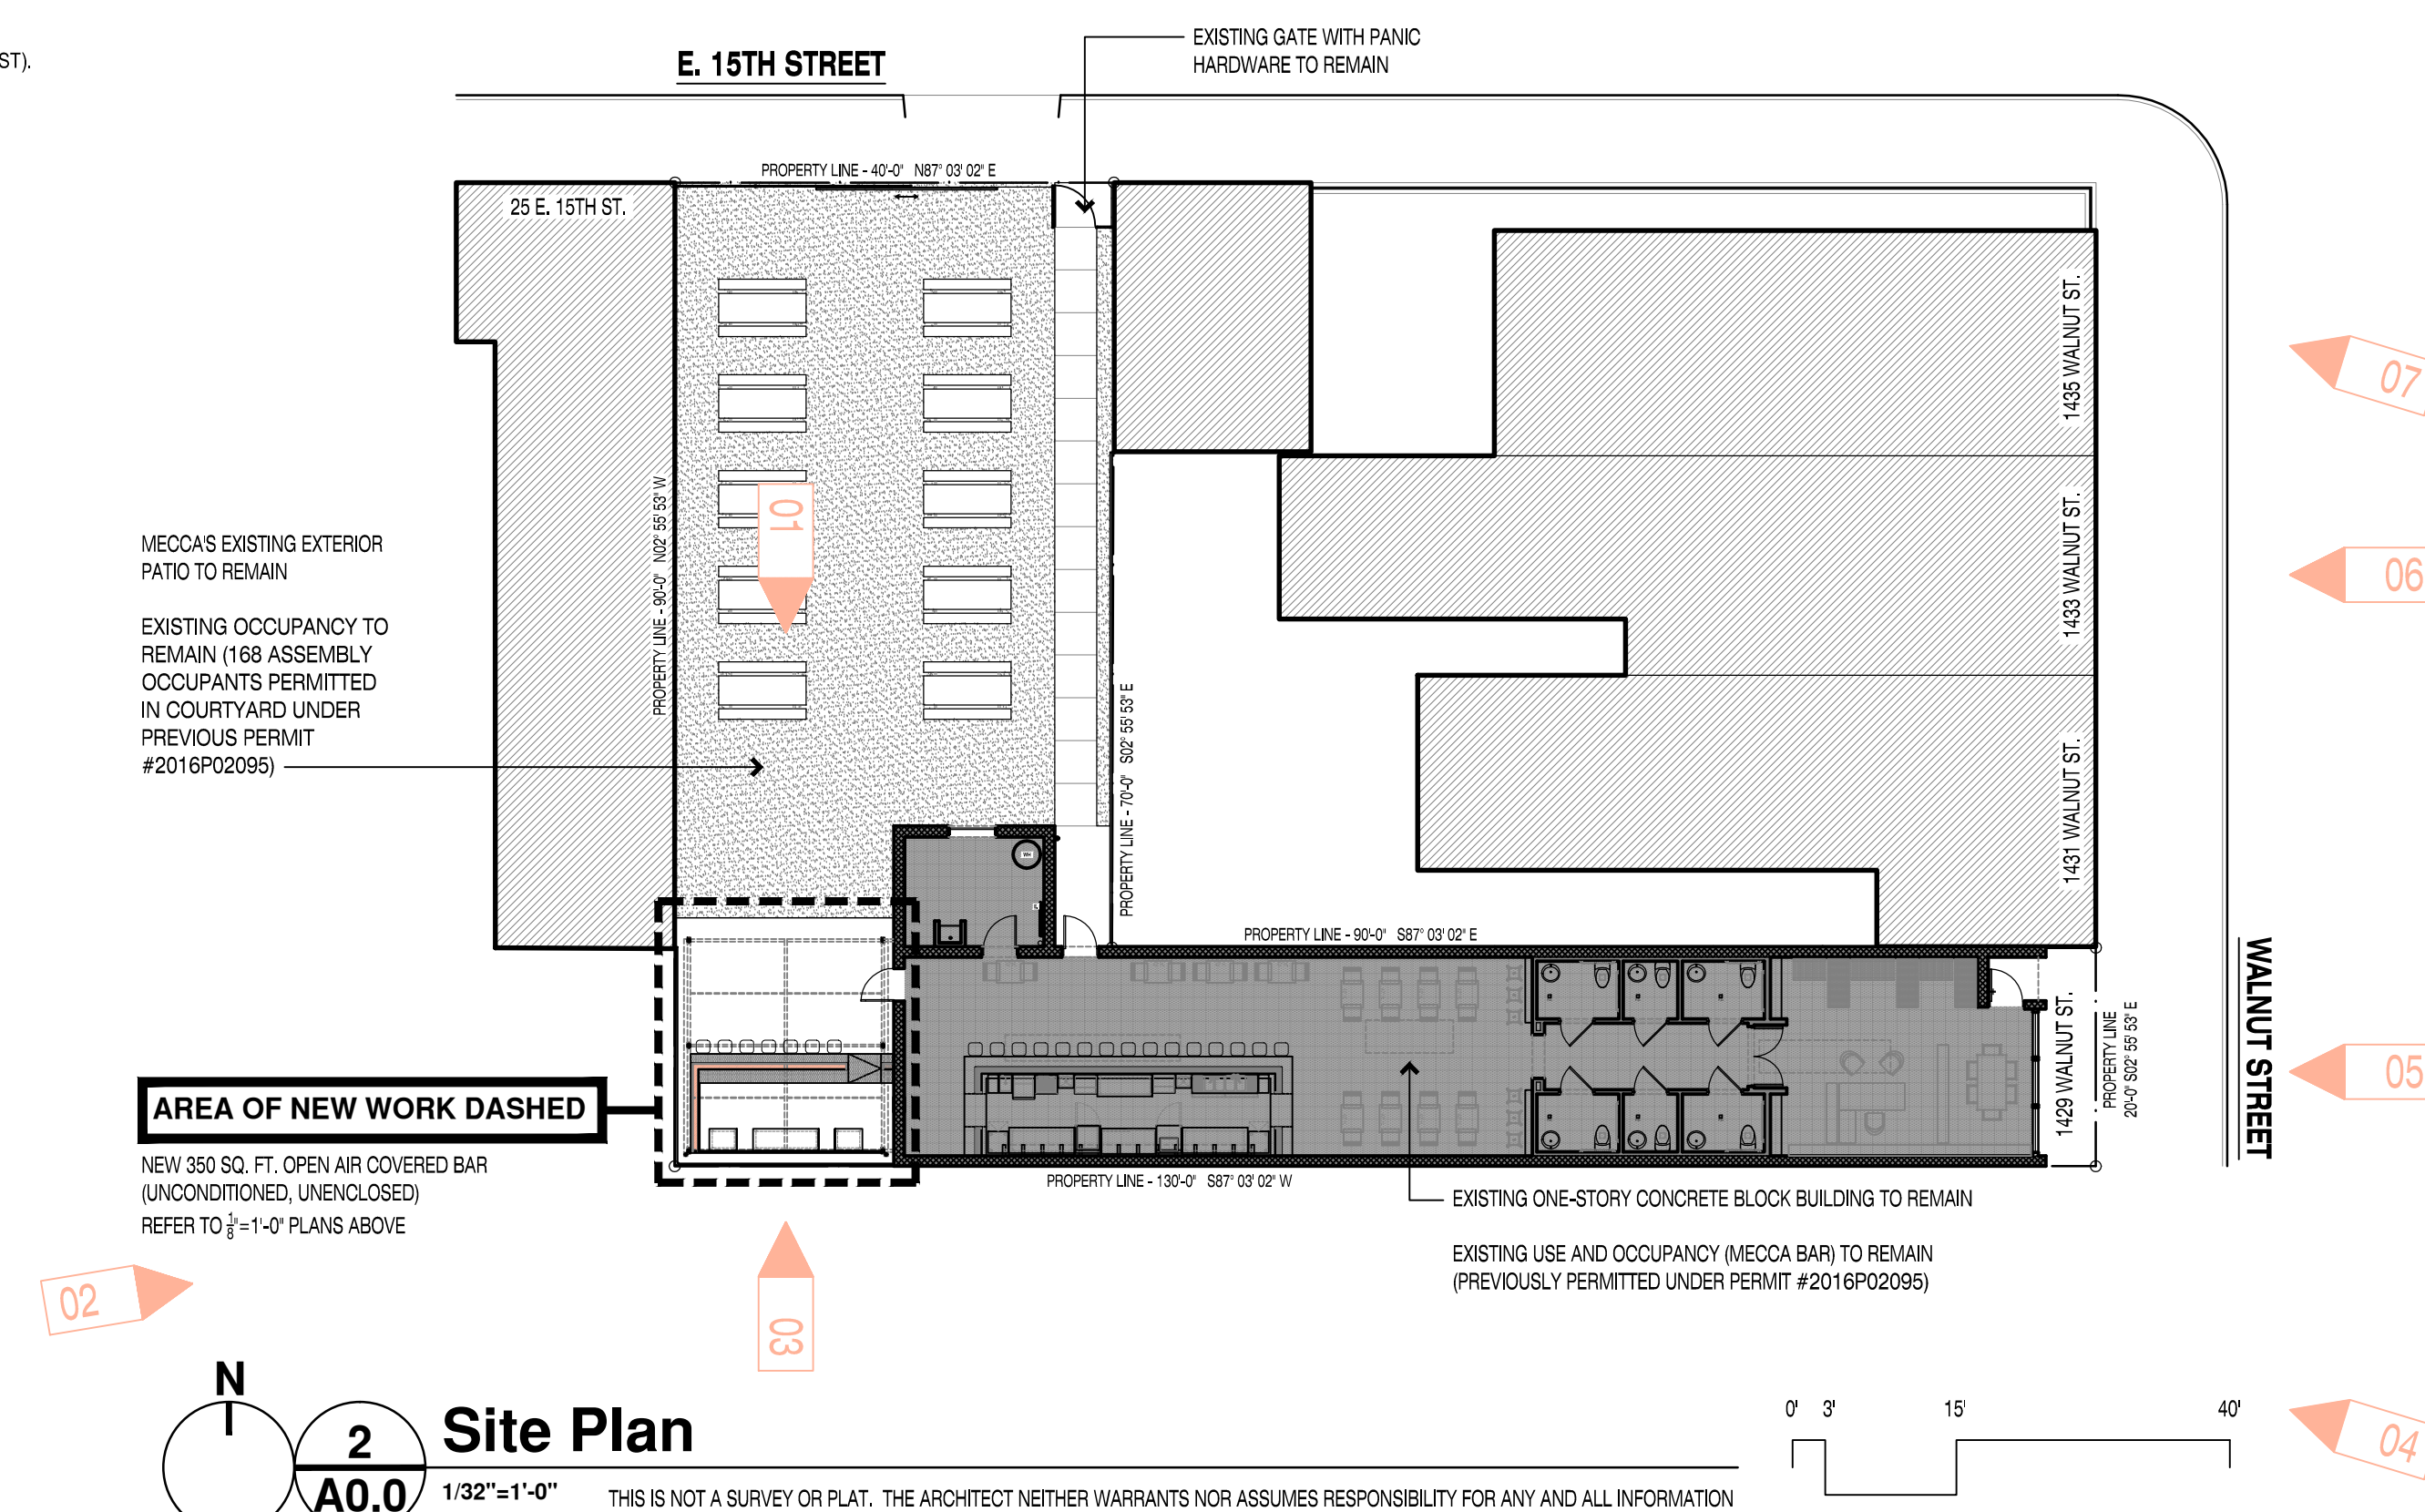 ST).
E. 15TH STREET
EXISTING GATE WITH PANIC
HARDWARE TO REMAIN
PROPERTY LINE - 40'-0"   N87° 03' 02" E
25 E. 15TH ST.
1435 WALNUT ST.
07
PROPERTY LINE - 90'-0"   N02° 55' 53" W
01
1433 WALNUT ST.
06
MECCA'S EXISTING EXTERIOR
PATIO TO REMAIN
EXISTING OCCUPANCY TO
REMAIN (168 ASSEMBLY
OCCUPANTS PERMITTED
IN COURTYARD UNDER
PREVIOUS PERMIT
#2016P02095)
PROPERTY LINE - 70'-0"   S02° 55' 53" E
1431 WALNUT ST.
WH
PROPERTY LINE - 90'-0"   S87° 03' 02" E
WALNUT STREET
1429 WALNUT ST.
PROPERTY LINE
20'-0" S02° 55' 53" E
05
AREA OF NEW WORK DASHED
NEW 350 SQ. FT. OPEN AIR COVERED BAR
(UNCONDITIONED, UNENCLOSED)
REFER TO 1/8"=1'-0" PLANS ABOVE
PROPERTY LINE - 130'-0"   S87° 03' 02" W
EXISTING ONE-STORY CONCRETE BLOCK BUILDING TO REMAIN
EXISTING USE AND OCCUPANCY (MECCA BAR) TO REMAIN
(PREVIOUSLY PERMITTED UNDER PERMIT #2016P02095)
02
03
04
N
2
A0.0
Site Plan
1/32"=1'-0"
0' 3' 15' 40'
THIS IS NOT A SURVEY OR PLAT.  THE ARCHITECT NEITHER WARRANTS NOR ASSUMES RESPONSIBILITY FOR ANY AND ALL INFORMATION